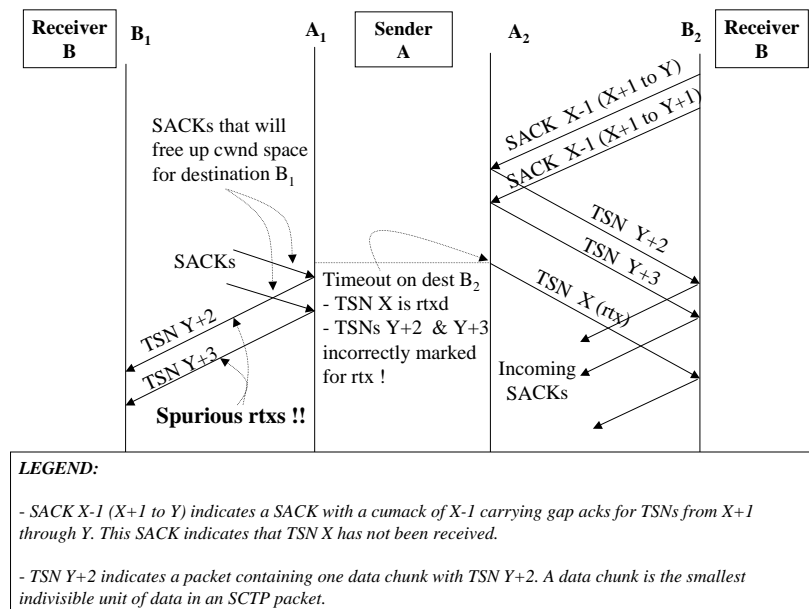 Receiver
B
B1
A1
Sender
A
A2
B2
Receiver
B
SACK X-1 (X+1 to Y)
SACK X-1 (X+1 to Y+1)
SACKs that will
free up cwnd space
for destination B1
TSN Y+2
TSN Y+3
SACKs
Timeout on dest B2
- TSN X is rtxd
- TSNs Y+2 & Y+3
incorrectly marked
for rtx !
TSN X (rtx)
TSN Y+2
TSN Y+3
Incoming
SACKs
Spurious rtxs !!
LEGEND:
- SACK X-1 (X+1 to Y) indicates a SACK with a cumack of X-1 carrying gap acks for TSNs from X+1
through Y. This SACK indicates that TSN X has not been received.
- TSN Y+2 indicates a packet containing one data chunk with TSN Y+2. A data chunk is the smallest
indivisible unit of data in an SCTP packet.